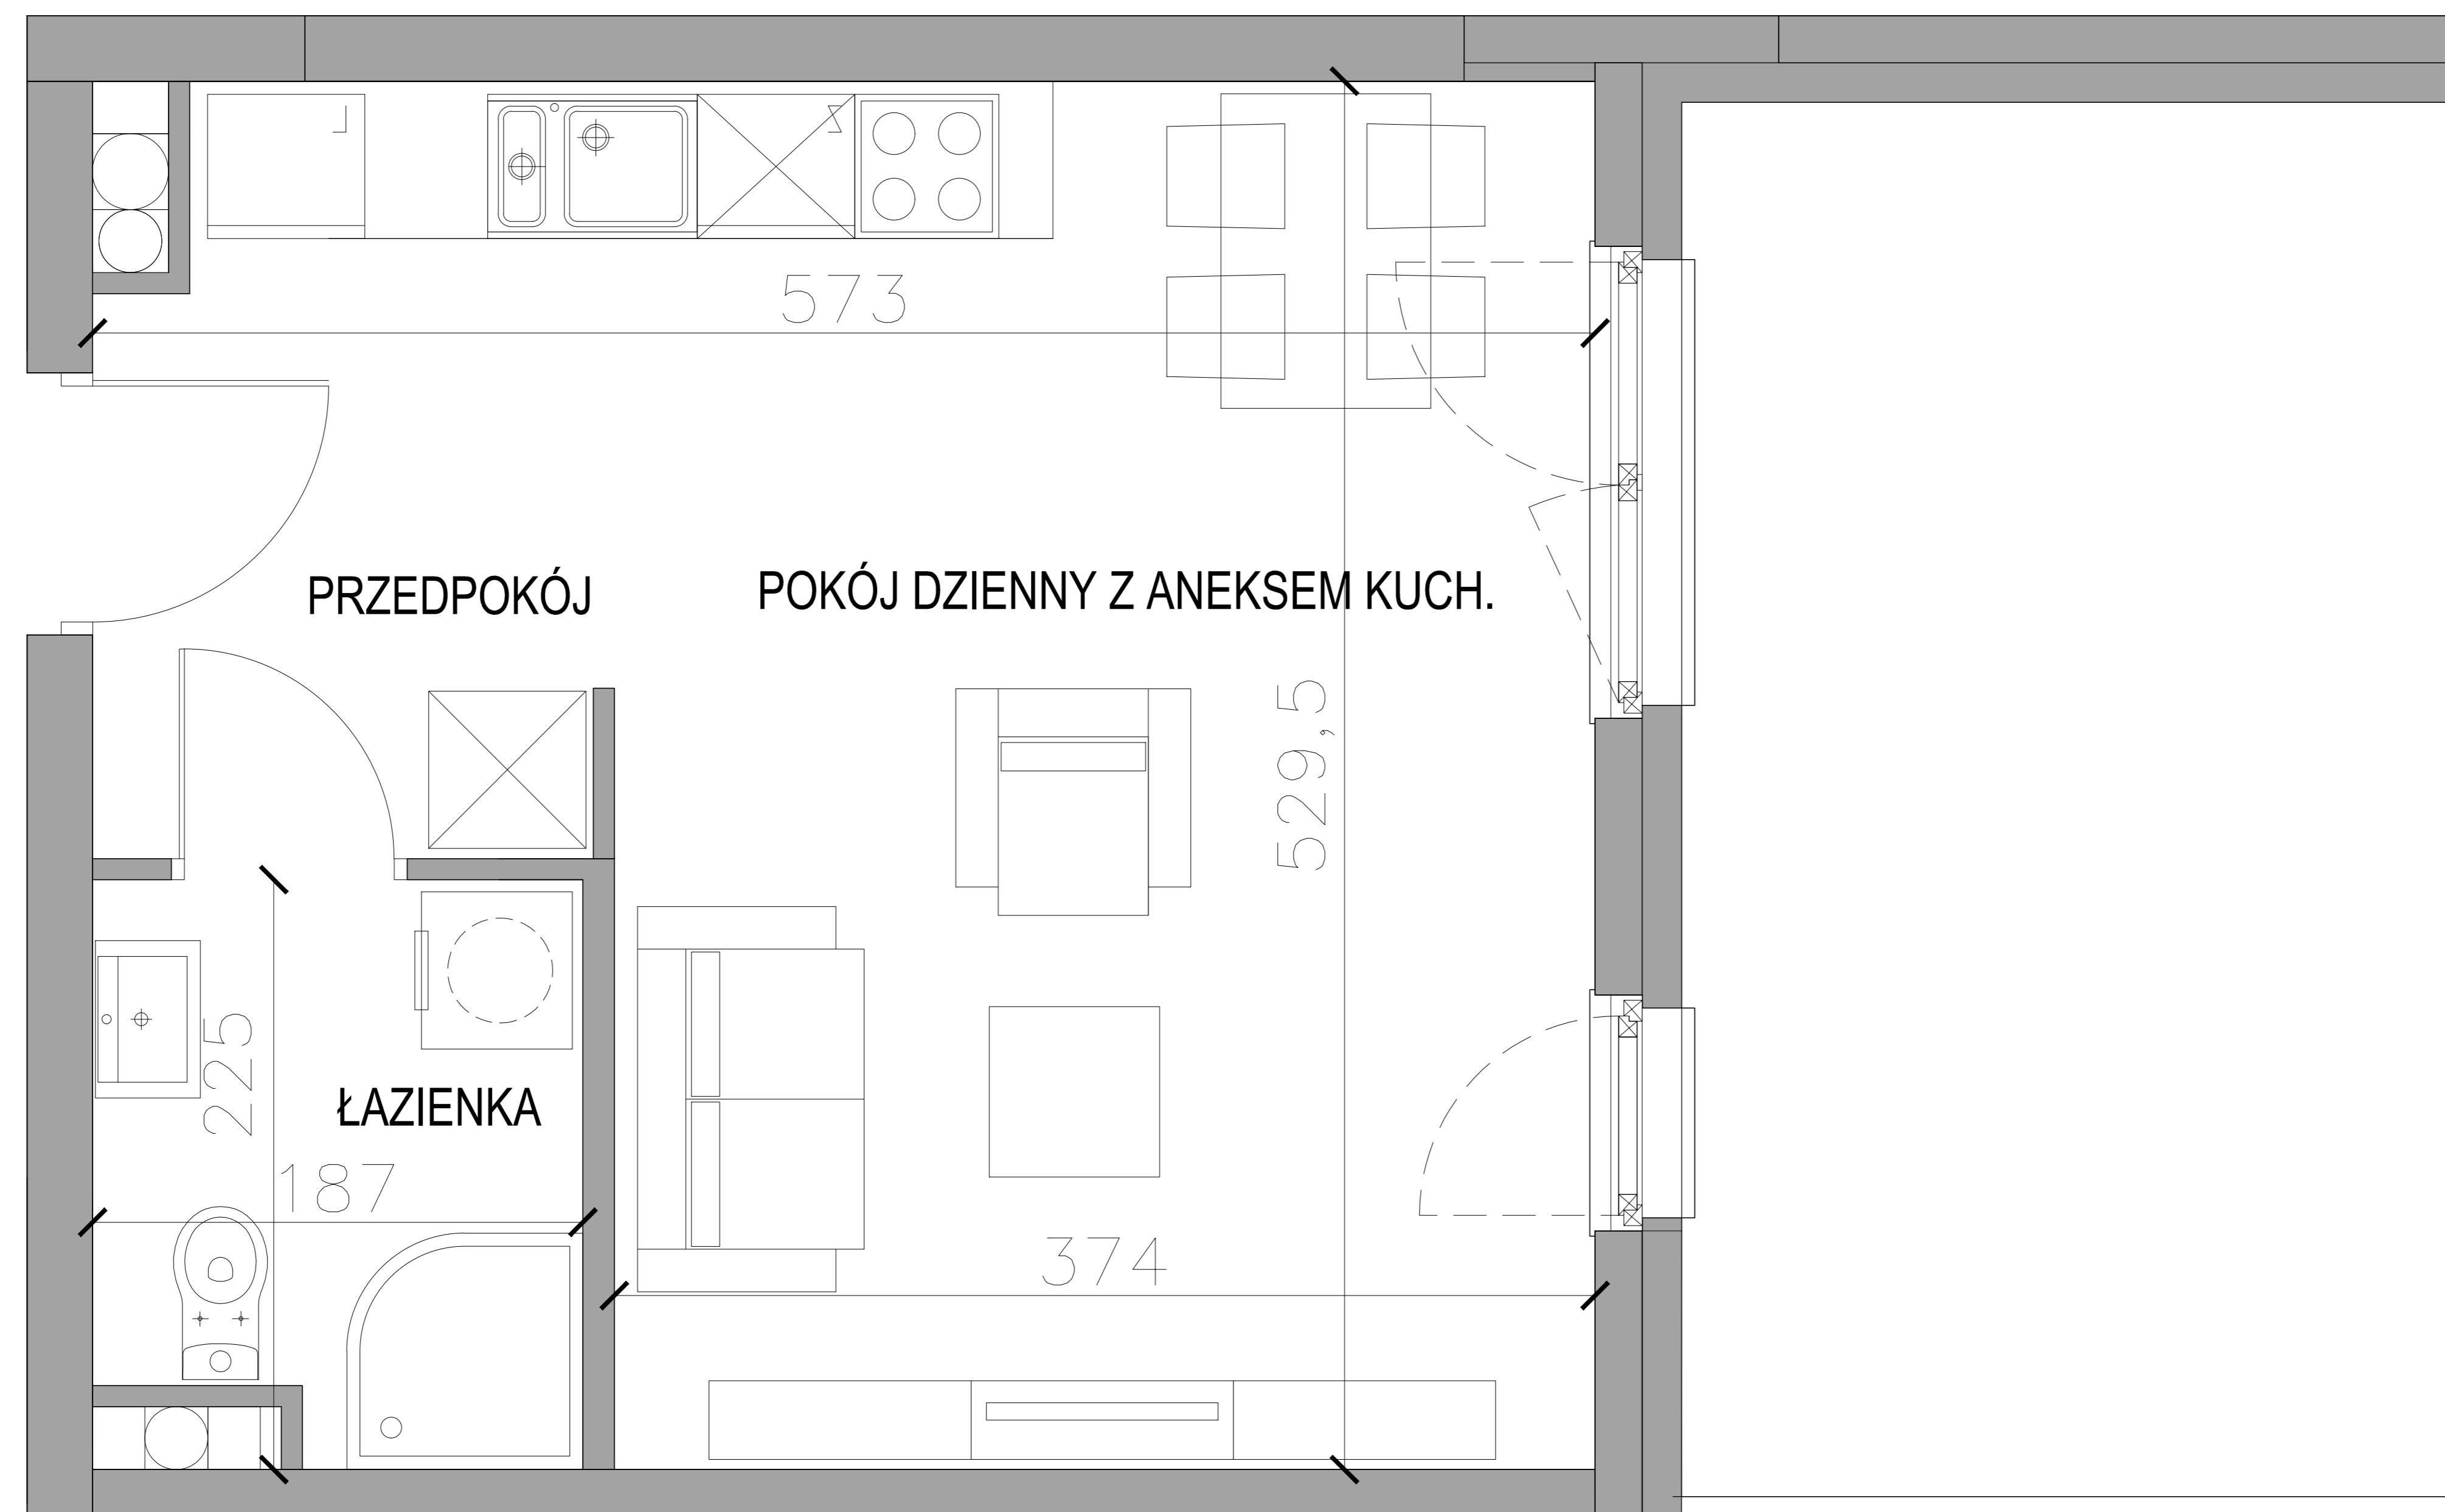 573
PRZEDPOKÓJ
POKÓJ DZIENNY Z ANEKSEM KUCH.
529,5
225
ŁAZIENKA
187
374